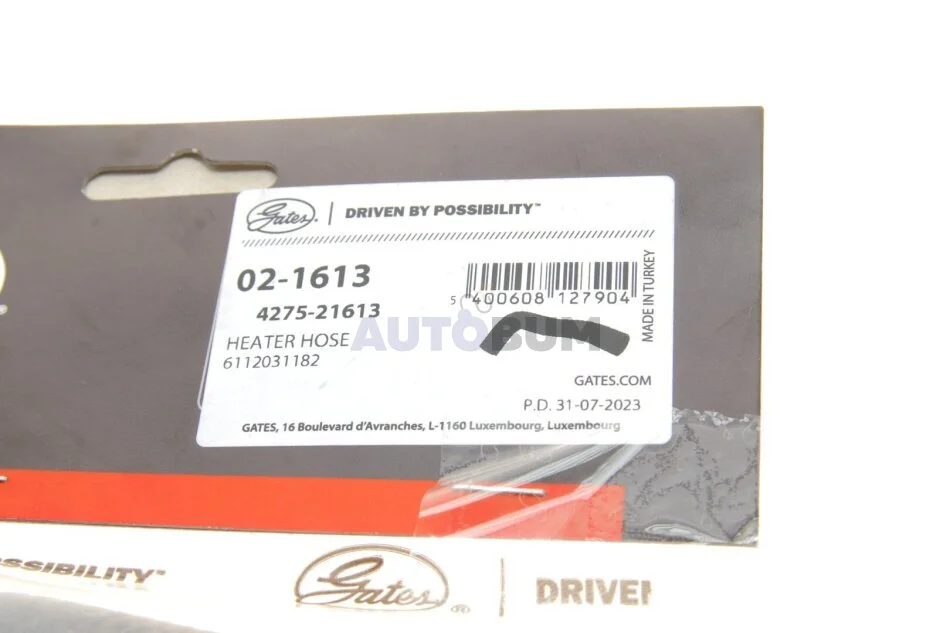 Gates. | DRIVEN BY POSSIBILITY™
02-1613
4275-21613
HEATER HOSE
6112031182
5 400608 127904
MADE IN TURKEY
AUTOBUM
GATES.COM
P.D. 31-07-2023
GATES, 16 Boulevard d'Avranches, L-1160 Luxembourg, Luxembourg
SSIBILITY™
Gates® | DRIVEN